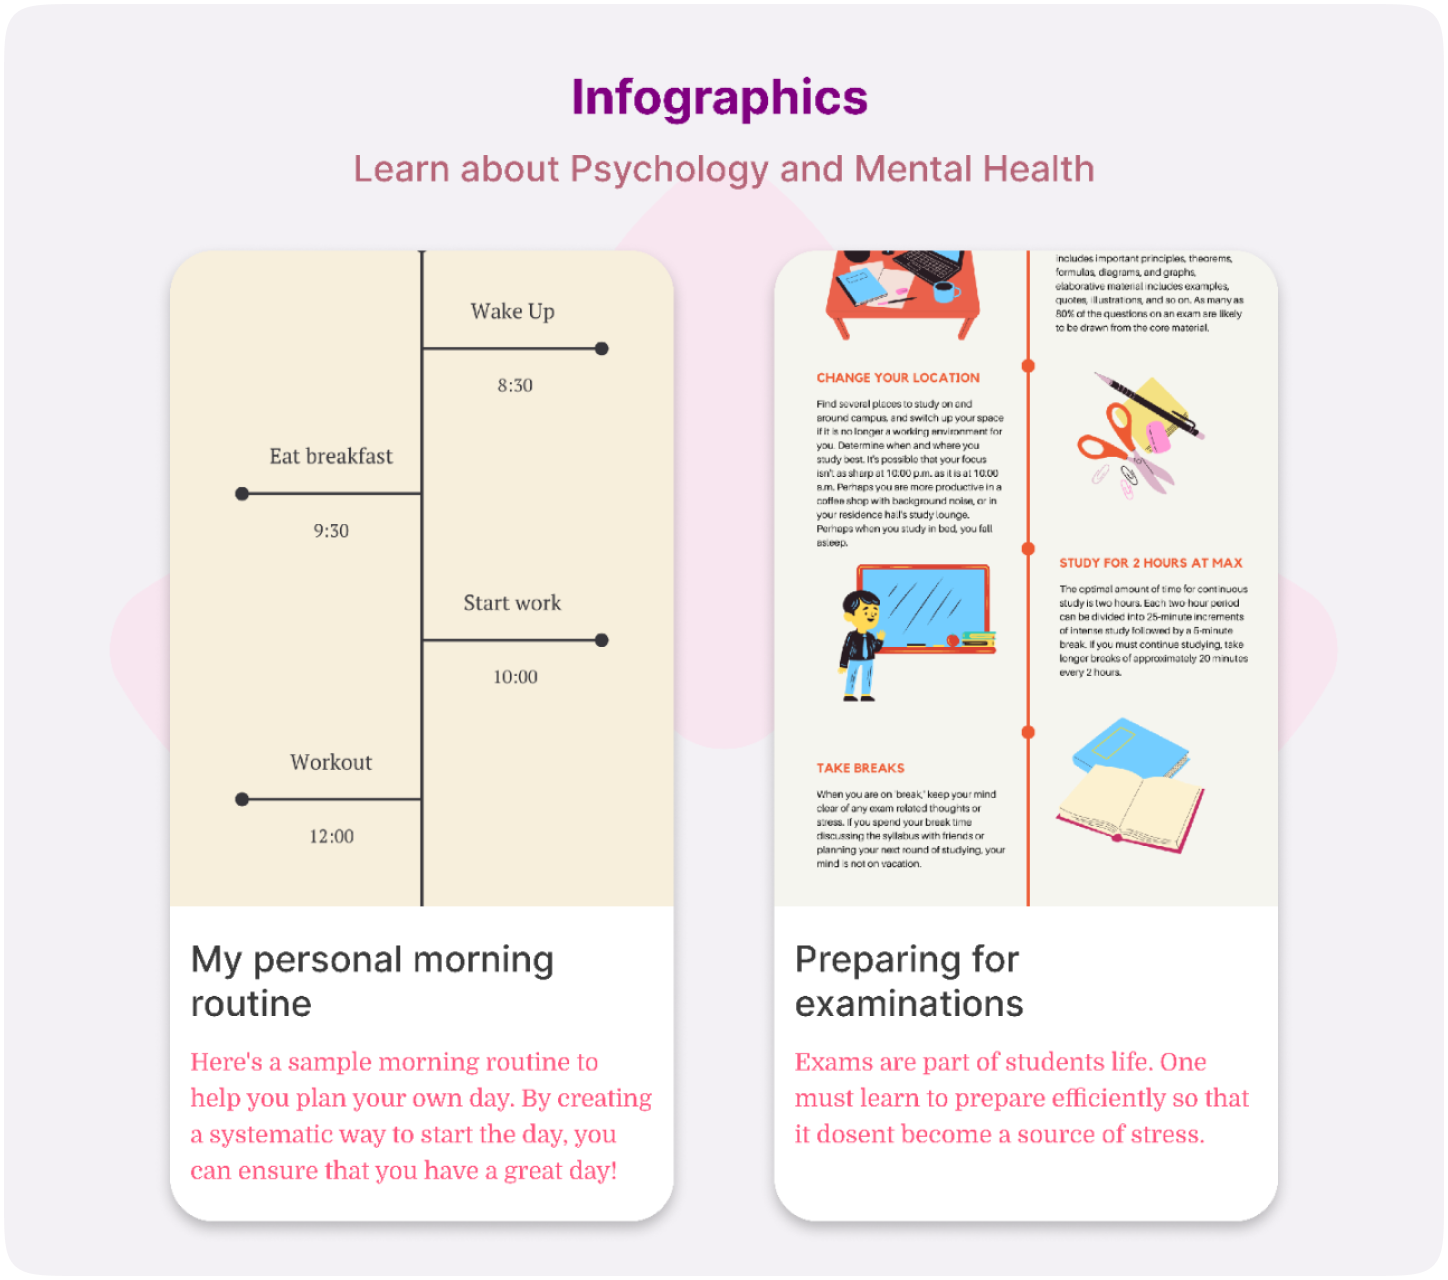 Infographics
Learn about Psychology and Mental Health
Wake Up
8:30
Eat breakfast
9:30
Start work
10:00
Workout
12:00
My personal morning
routine
Here's a sample morning routine to
help you plan your own day. By creating
a systematic way to start the day, you
can ensure that you have a great day!
includes important principles, theorems,
formulas, diagrams, and graphs,
elaborative material includes examples,
quotes, illustrations, and so on. As many as
80% of the questions on an exam are likely
to be drawn from the core material.
CHANGE YOUR LOCATION
Find several places to study on and
around campus, and switch up your space
if it is no longer a working environment for
you. Determine when and where you
study best. It's possible that your focus
isn't as sharp at 10:00 p.m. as it is at 10:00
a.m. Perhaps you are more productive in a
coffee shop with background noise, or in
your residence hall's study lounge.
Perhaps when you study in bed, you fall
asleep.
STUDY FOR 2 HOURS AT MAX
The optimal amount of time for continuous
study is two hours. Each two-hour period
can be divided into 25-minute increments
of intense study followed by a 5-minute
break. If you must continue studying, take
longer breaks of approximately 20 minutes
every 2 hours.
TAKE BREAKS
When you are on 'break,' keep your mind
clear of any exam related thoughts or
stress. If you spend your break time
discussing the syllabus with friends or
planning your next round of studying, your
mind is not on vacation.
Preparing for
examinations
Exams are part of students life. One
must learn to prepare efficiently so that
it dosent become a source of stress.